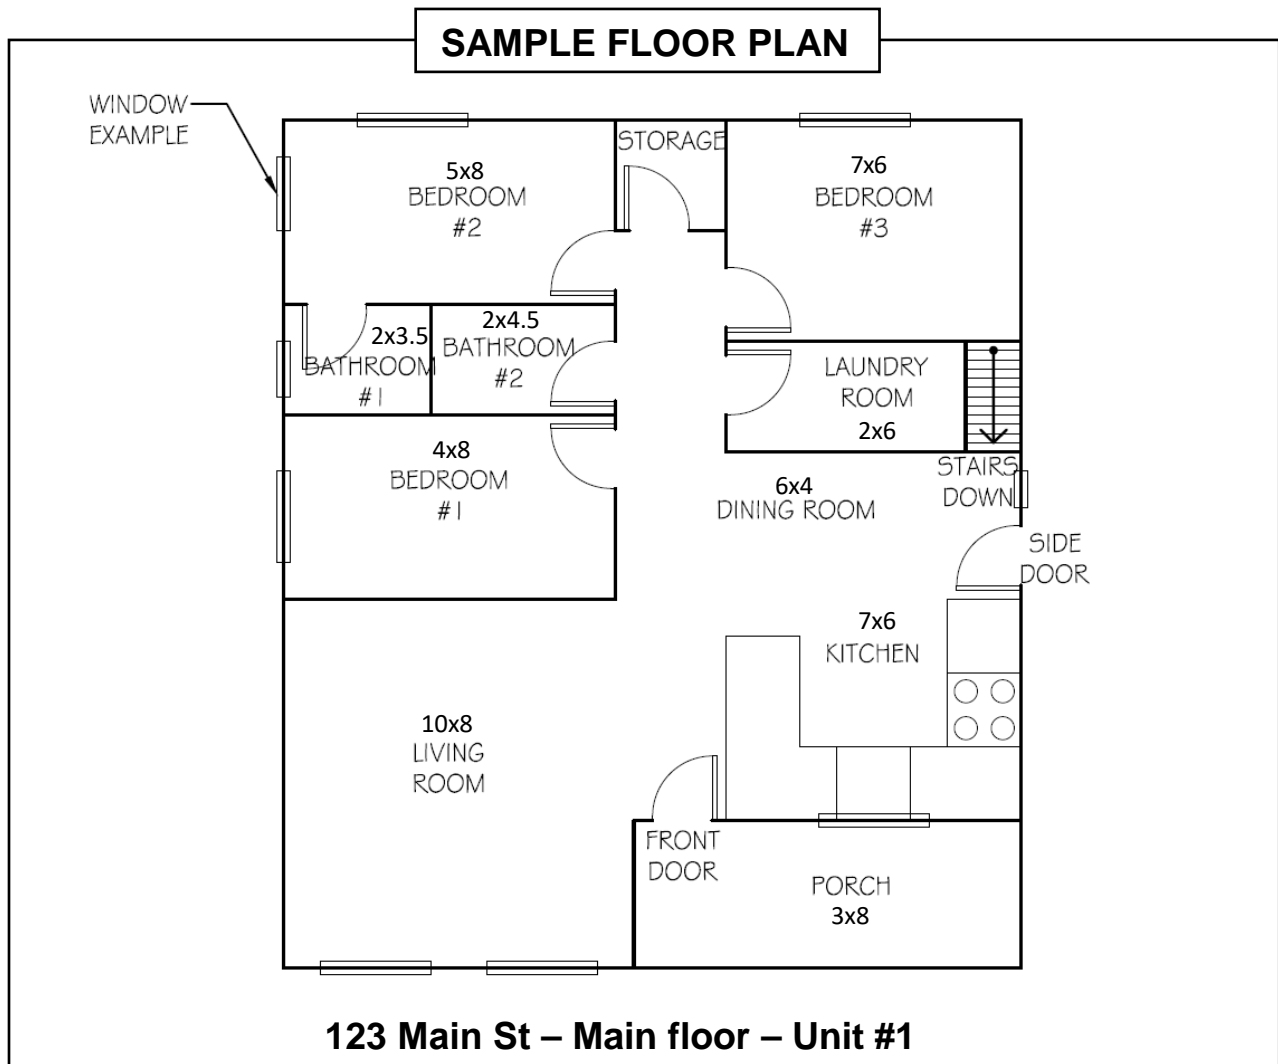 SAMPLE FLOOR PLAN
WINDOW
EXAMPLE
STORAGE
5x8
BEDROOM
#2
7x6
BEDROOM
#3
2x3.5
BATHROOM
#1
2x4.5
BATHROOM
#2
LAUNDRY
ROOM
2x6
4x8
BEDROOM
#1
6x4
DINING ROOM
STAIRS
DOWN
SIDE
DOOR
7x6
KITCHEN
10x8
LIVING
ROOM
FRONT
DOOR
PORCH
3x8
123 Main St – Main floor – Unit #1